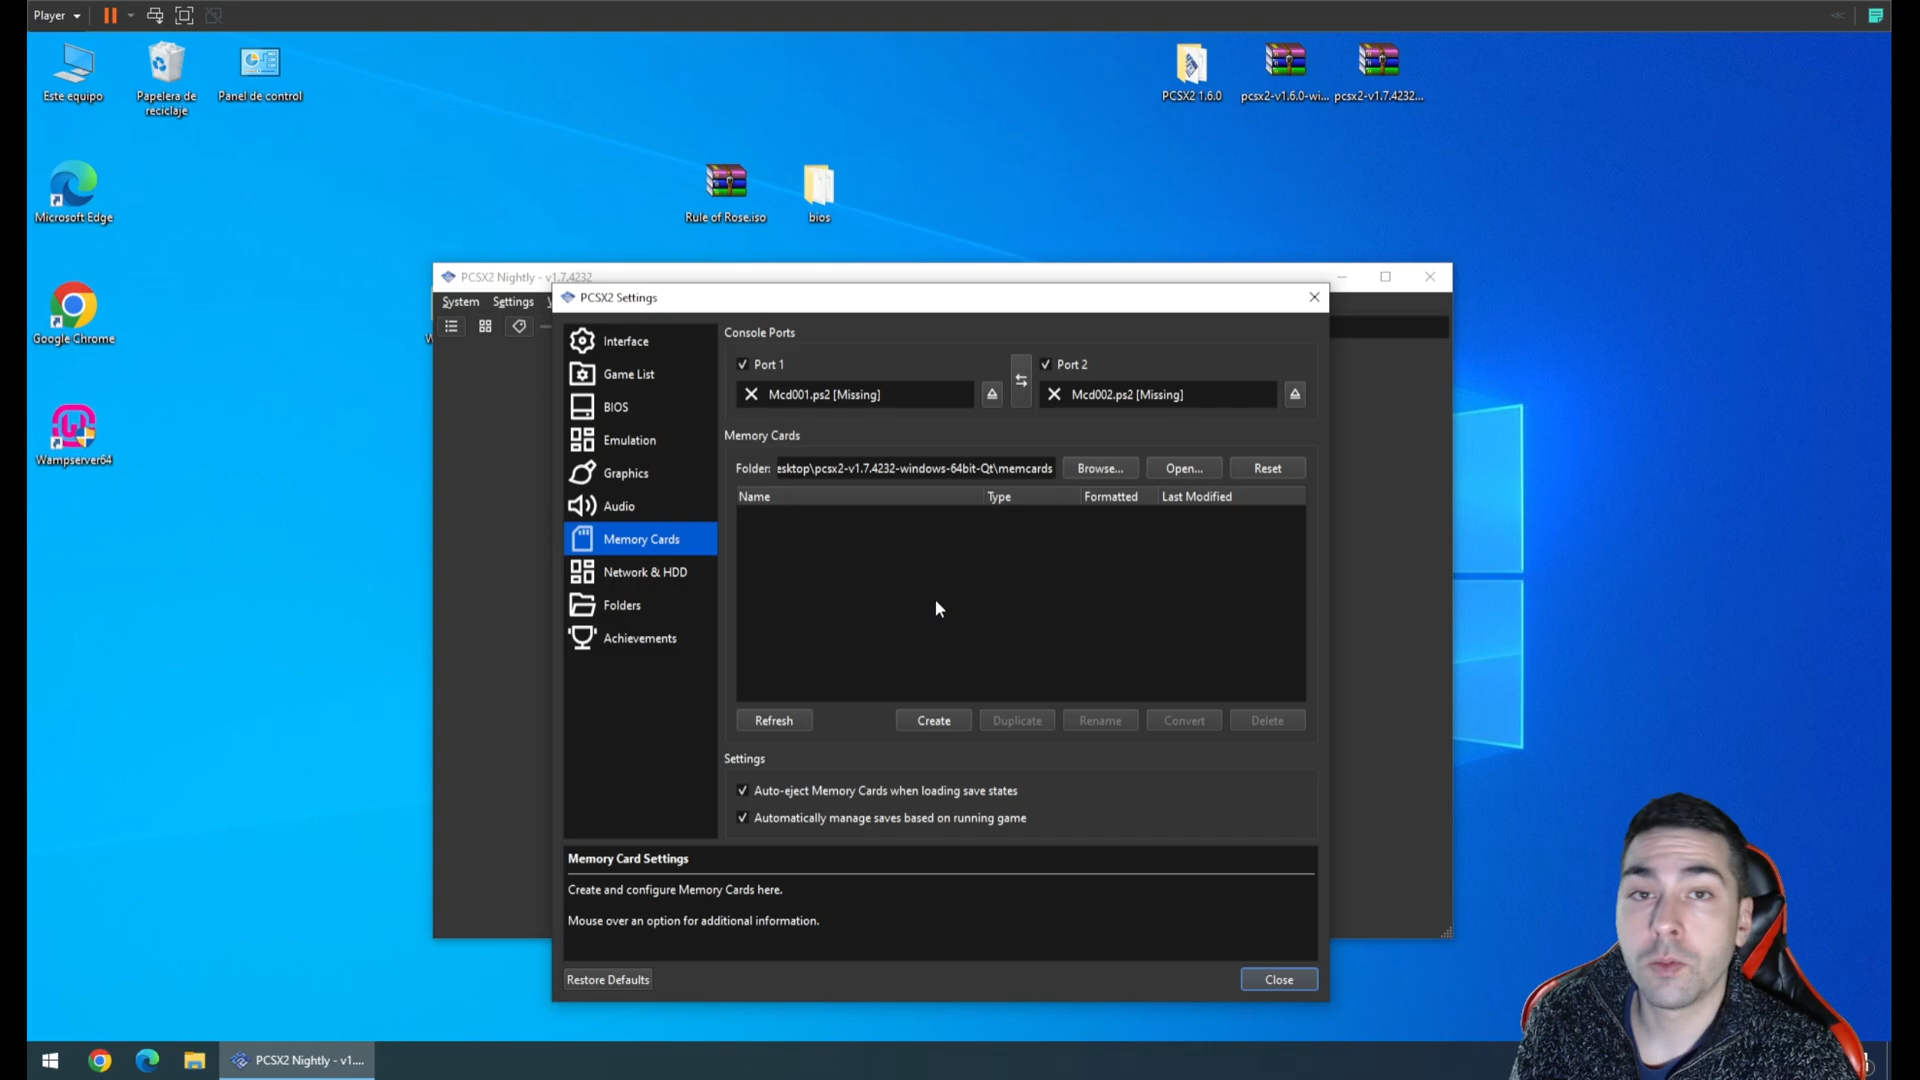 Player
Este equipo
Papelera de
reciclaje
Panel de control
PCSX2 1.6.0
pcsx2-v1.6.0-wi...
pcsx2-v1.7.4232...
Microsoft Edge
Rule of Rose.iso
bios
Google Chrome
Wampserver64
PCSX2 Nightly - v1.7.4232
System Settings
PCSX2 Settings
Interface
Game List
BIOS
Emulation
Graphics
Audio
Memory Cards
Network & HDD
Folders
Achievements
Console Ports
Port 1
Port 2
Mcd001.ps2 [Missing]
Mcd002.ps2 [Missing]
Memory Cards
Folder: esktop\pcsx2-v1.7.4232-windows-64bit-Qt\memcards Browse... Open... Reset
Name Type Formatted Last Modified
Refresh Create Duplicate Rename Convert Delete
Settings
Auto-eject Memory Cards when loading save states
Automatically manage saves based on running game
Memory Card Settings
Create and configure Memory Cards here.
Mouse over an option for additional information.
Restore Defaults
Close
PCSX2 Nightly - v1....